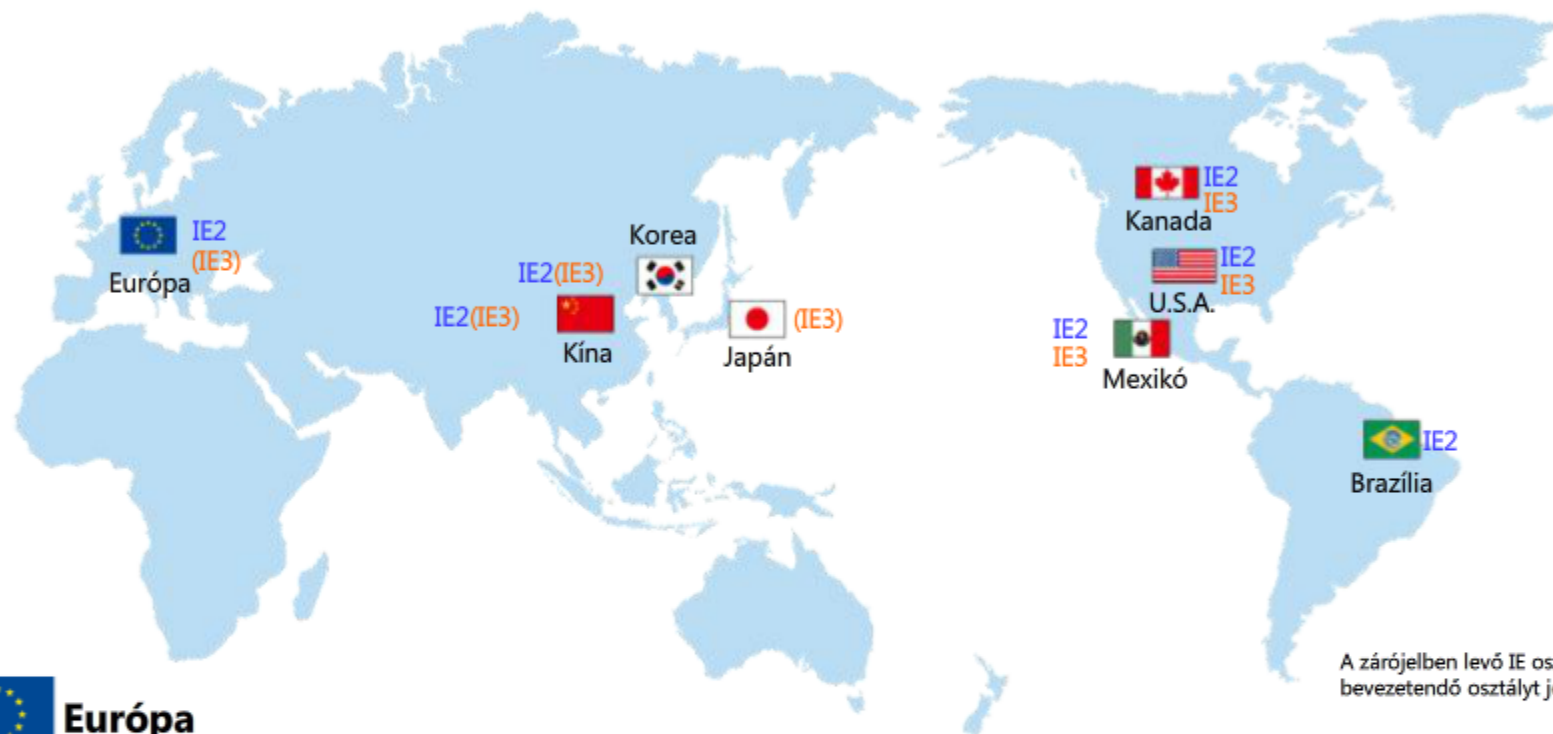 IE2
(IE3)
Európa
Korea
IE2(IE3)
IE2(IE3)
Kína
(IE3)
Japán
IE2
IE3
Kanada
IE2
IE3
U.S.A.
IE2
IE3
Mexikó
IE2
Brazília
A zárójelben levő IE
bevezetendő osztályt
Európa